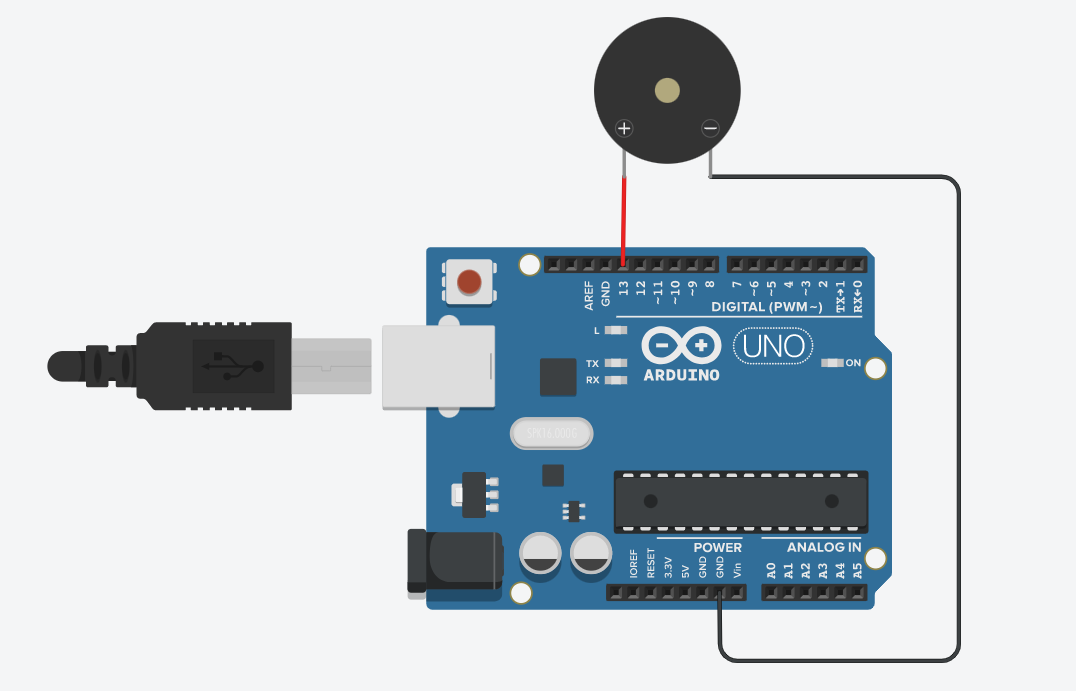 + −
AREF
GND
13
12
~11
~10
~9
8
7
~6
~5
4
~3
2
TX→1
RX←0
DIGITAL (PWM~)
L
TX
RX
ARDUINO
UNO
ON
SPK16.000G
POWER
ANALOG IN
IOREF
RESET
3.3V
5V
GND
GND
Vin
A0
A1
A2
A3
A4
A5